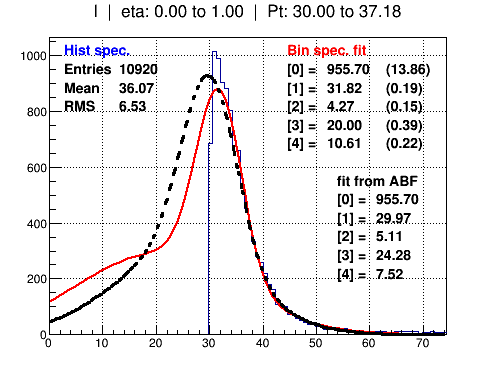 I | eta: 0.00 to 1.00 | Pt: 30.00 to 37.18
Hist spec.
Entries 10920
Mean 36.07
RMS 6.53
Bin spec. fit
[0] = 955.70 (13.86)
[1] = 31.82 (0.19)
[2] = 4.27 (0.15)
[3] = 20.00 (0.39)
[4] = 10.61 (0.22)
fit from ABF
[0] = 955.70
[1] = 29.97
[2] = 5.11
[3] = 24.28
[4] = 7.52
1000
800
600
400
200
0
0 10 20 30 40 50 60 70